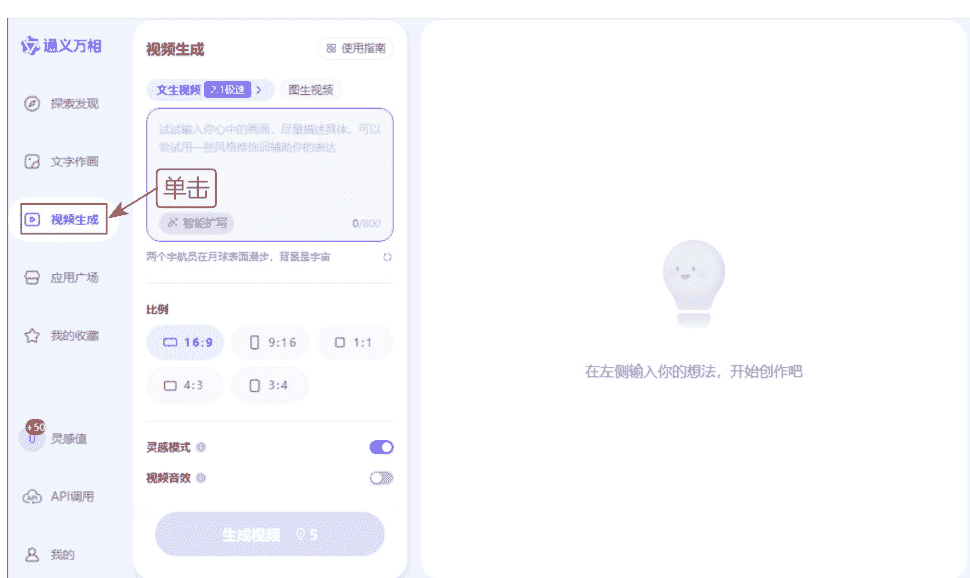 通义万相
探索发现
文字作画
视频生成
应用广场
我的收藏
+50
灵感值
API调用
我的
视频生成
使用指南
文生视频 2.1极速 >
图生视频
试试输入你心中的画面，尽量描述具体，可以
尝试用一些风格修饰词辅助你的表达
单击
智能扩写
0/800
两个宇航员在月球表面漫步，背景是宇宙
比例
16:9
9:16
1:1
4:3
3:4
灵感模式
视频音效
生成视频 5
在左侧输入你的想法，开始创作吧